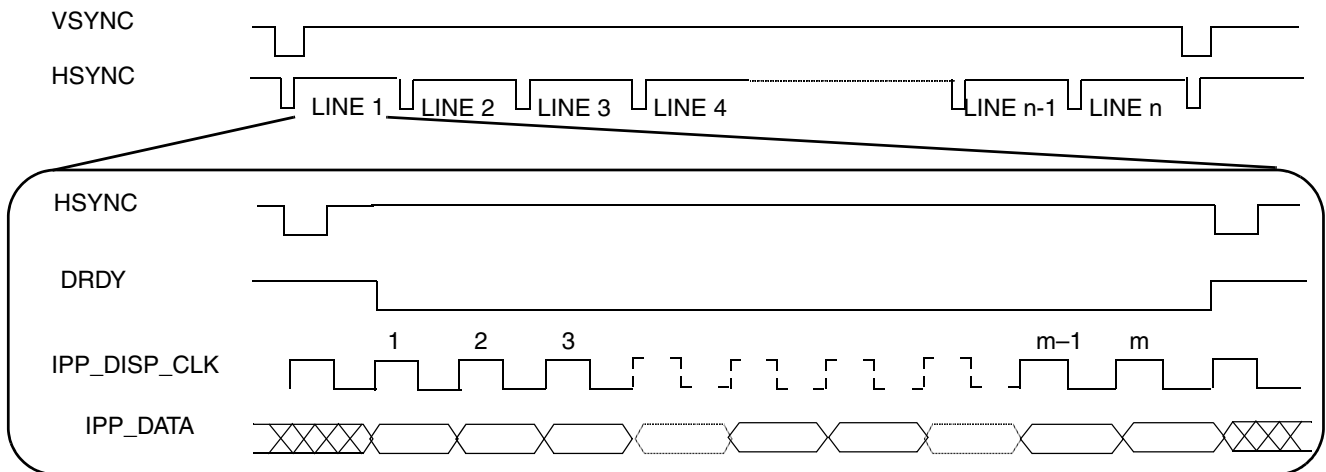 VSYNC
HSYNC
LINE 1 LINE 2 LINE 3 LINE 4 LINE n-1 LINE n
HSYNC
DRDY
1 2 3 m–1 m
IPP_DISP_CLK
IPP_DATA